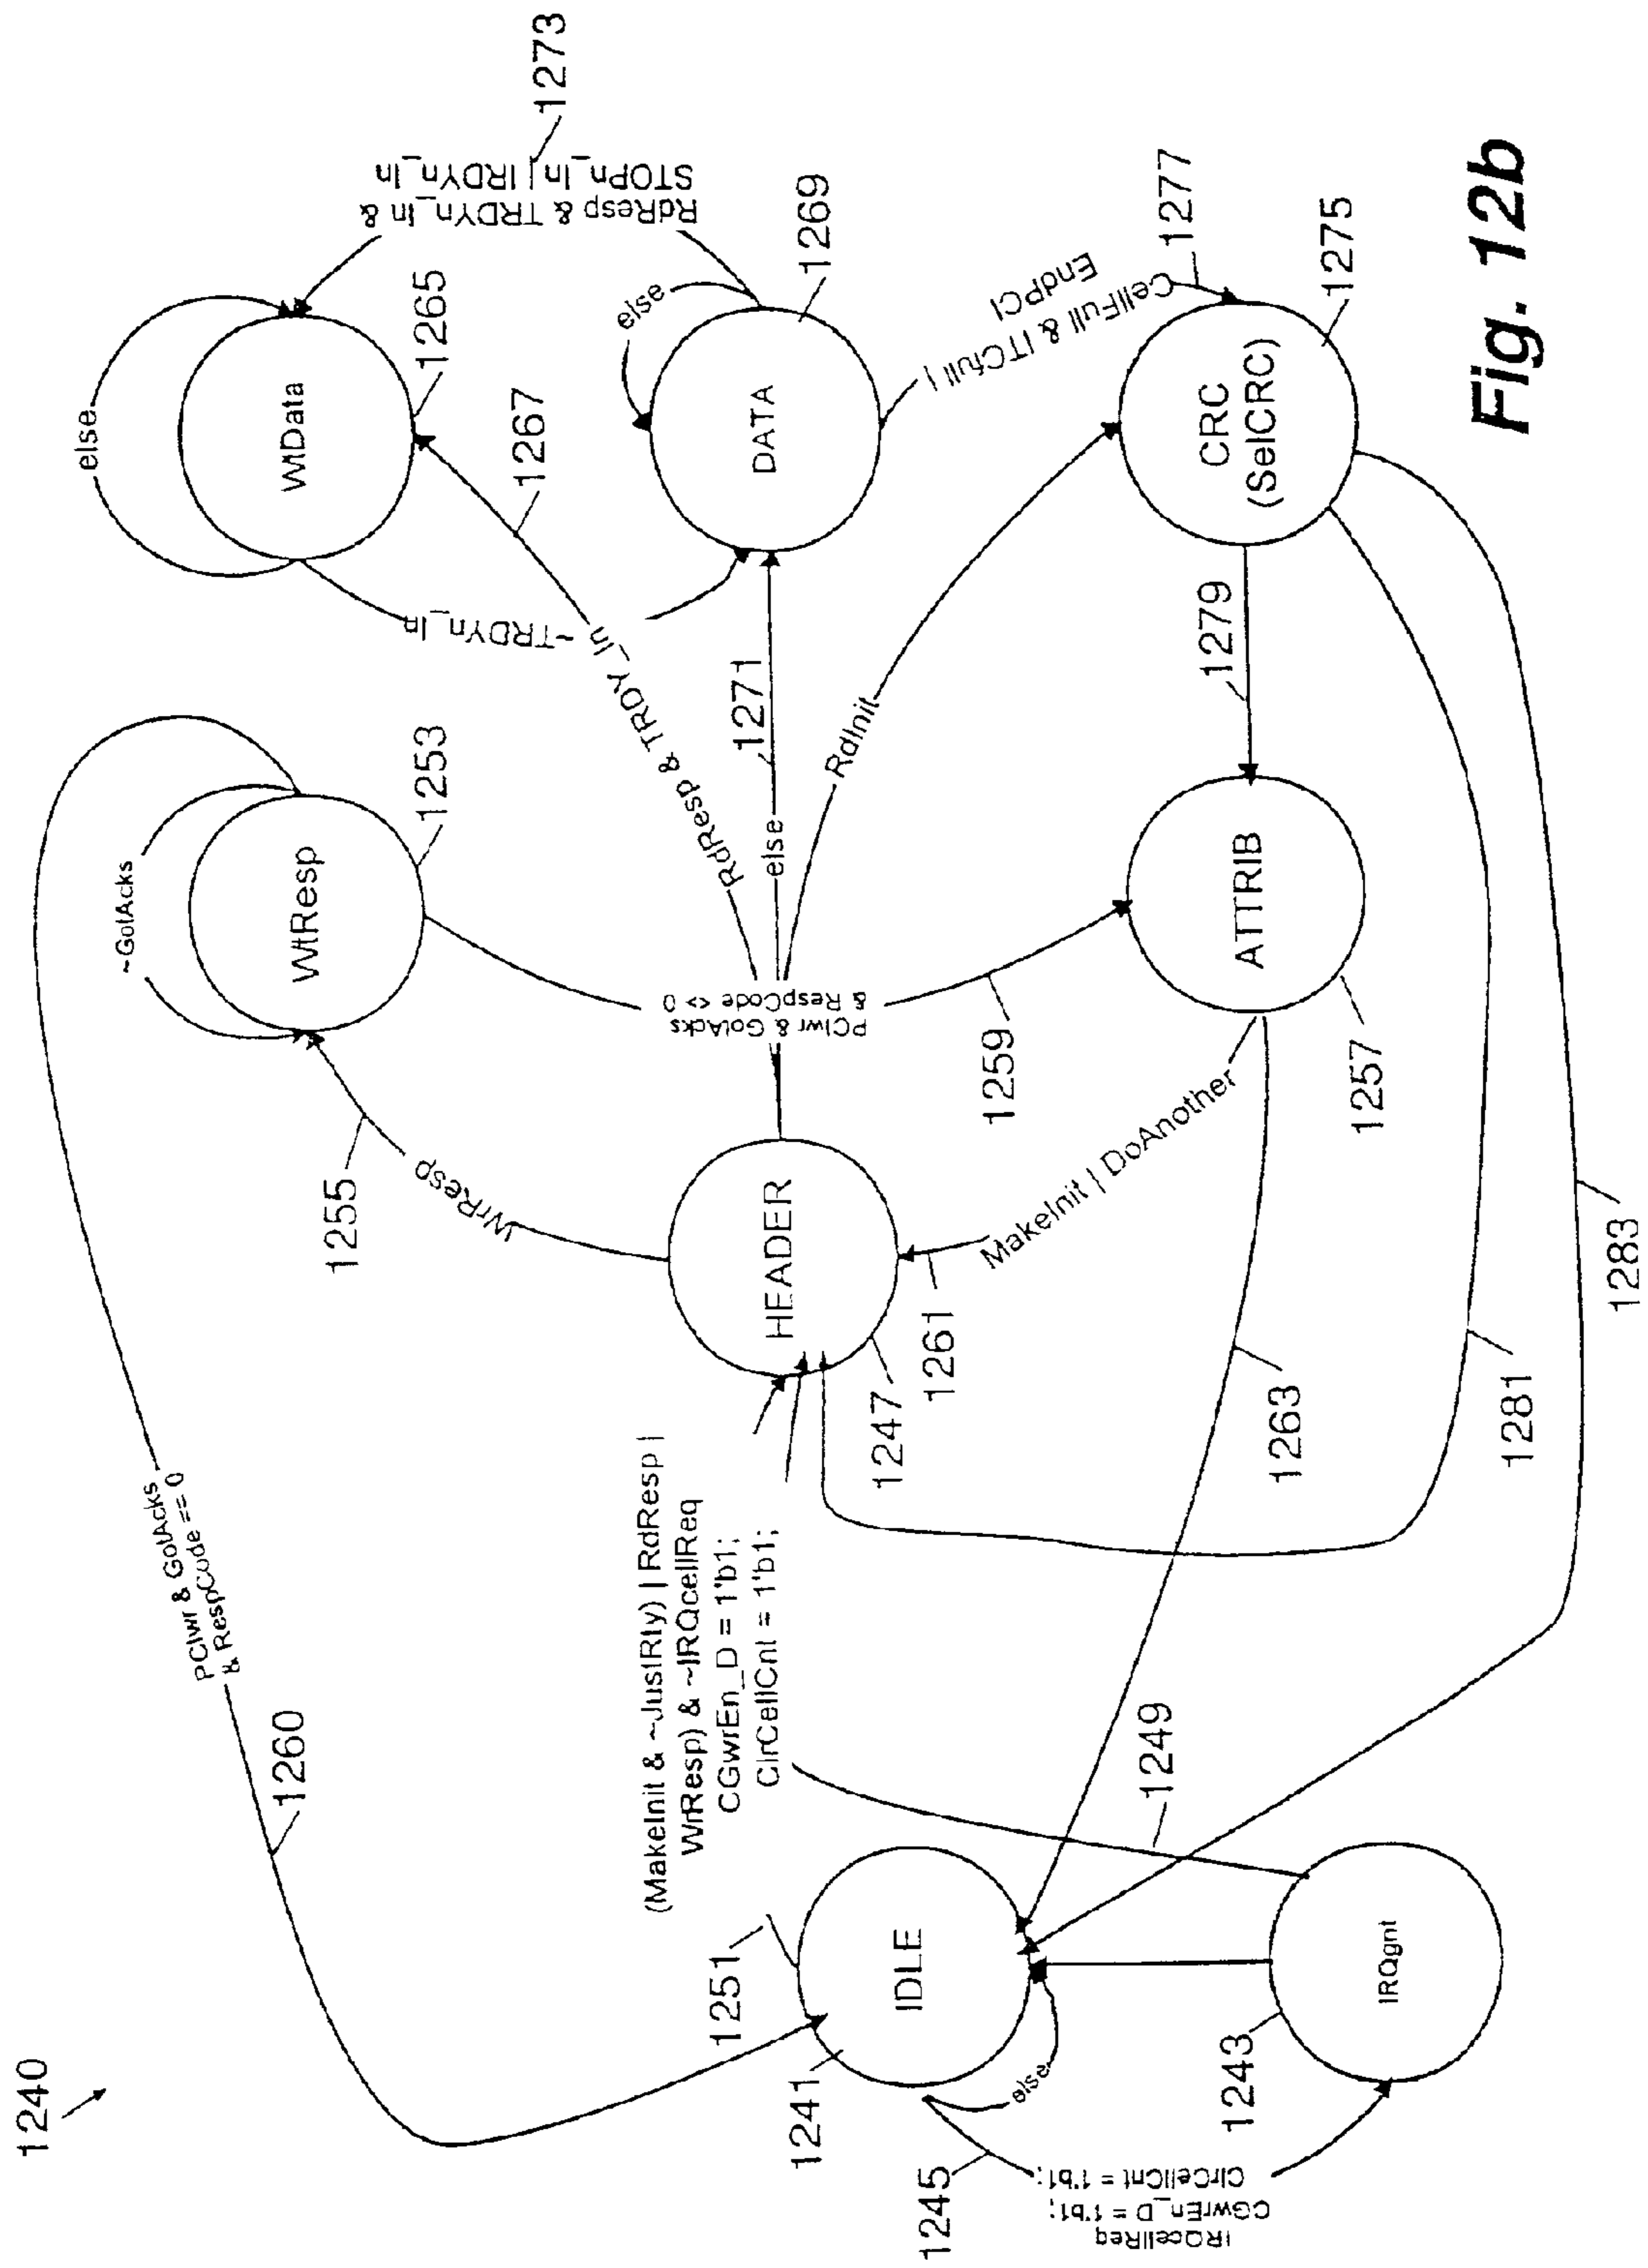 1240
1260
PCIwr & GotAcks
& RespCode == 0
~GotAcks
WtResp
1253
1255
WrResp
else
WtData
1265
1267
~TRDYn_In
RdResp & TRDYn_In &
STOPn_In | IRDYn_In
1273
RdResp & TRDY_In
1271
else
else
DATA
1269
CellFull & ITCfull |
EndPCI
1277
RdInit
CRC
(SelCRC)
1275
1279
PCIwr & GotAcks
& RespCode <> 0
1259
ATTRIB
1257
MakeInit | DoAnother
1261
HEADER
1247
1263
1281
1283
(MakeInit & ~JustRty) | RdResp |
WrResp) & ~IRQcellReq
CGwrEn_D = 1'b1;
ClrCellCnt = 1'b1;
1249
1251
IDLE
1241
else
1245
IRQcellReq
CGwrEn_D = 1'b1;
ClrCellCnt = 1'b1;
1243
IRQgnt
Fig. 12b